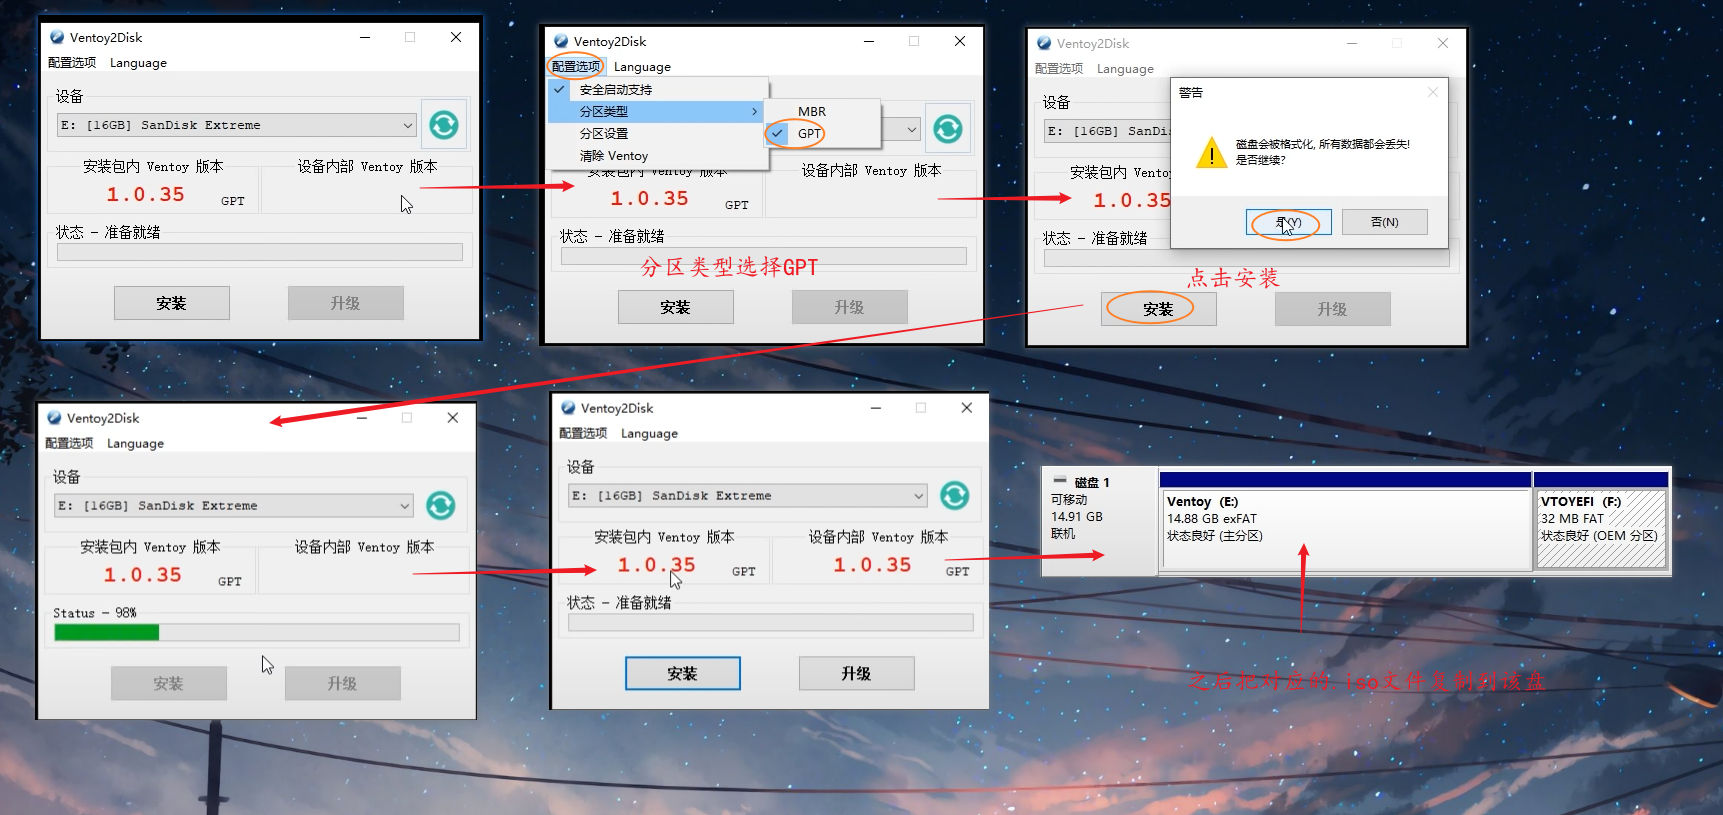 Ventoy2Disk
配置选项 Language
设备
E: [16GB] SanDisk Extreme
安装包内 Ventoy 版本
1.0.35 GPT
设备内部 Ventoy 版本
状态 - 准备就绪
安装
升级
Ventoy2Disk
配置选项 Language
安全启动支持
分区类型
分区设置
清除 Ventoy
MBR
GPT
安装包内 Ventoy 版本
1.0.35 GPT
设备内部 Ventoy 版本
状态 - 准备就绪
分区类型选择GPT
安装
升级
Ventoy2Disk
配置选项 Language
设备
E: [16GB] SanDis
安装包内 Vento
1.0.35
状态 - 准备就绪
警告
磁盘会被格式化, 所有数据都会丢失!
是否继续?
是(Y)
否(N)
点击安装
安装
升级
Ventoy2Disk
配置选项 Language
设备
E: [16GB] SanDisk Extreme
安装包内 Ventoy 版本
1.0.35 GPT
设备内部 Ventoy 版本
Status - 98%
安装
升级
Ventoy2Disk
配置选项 Language
设备
E: [16GB] SanDisk Extreme
安装包内 Ventoy 版本
1.0.35 GPT
设备内部 Ventoy 版本
1.0.35 GPT
状态 - 准备就绪
安装
升级
磁盘 1
可移动
14.91 GB
联机
Ventoy (E:)
14.88 GB exFAT
状态良好 (主分区)
VTOYEFI (F:)
32 MB FAT
状态良好 (OEM 分区)
之后把对应的.iso文件复制到该盘